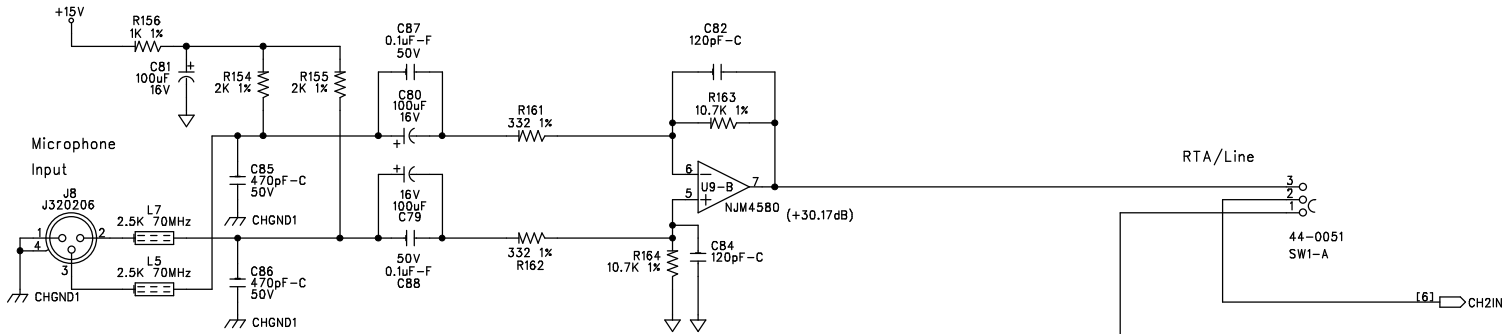 +15V
R156
1K 1%
C81
100uF
16V
+
R154
2K 1%
R155
2K 1%
C87
0.1uF-F
50V
C80
100uF
16V
+
R161
332 1%
C82
120pF-C
R163
10.7K 1%
Microphone
Input
J8
J320206
1
4
2
3
L7
2.5K 70MHz
L5
2.5K 70MHz
CHGND1
C85
470pF-C
50V
CHGND1
C86
470pF-C
50V
CHGND1
+
16V
100uF
C79
50V
0.1uF-F
C88
332 1%
R162
R164
10.7K 1%
C84
120pF-C
6
5
7
U9-B
NJM4580
(+30.17dB)
RTA/Line
3
2
1
44-0051
SW1-A
[6]
CH2IN